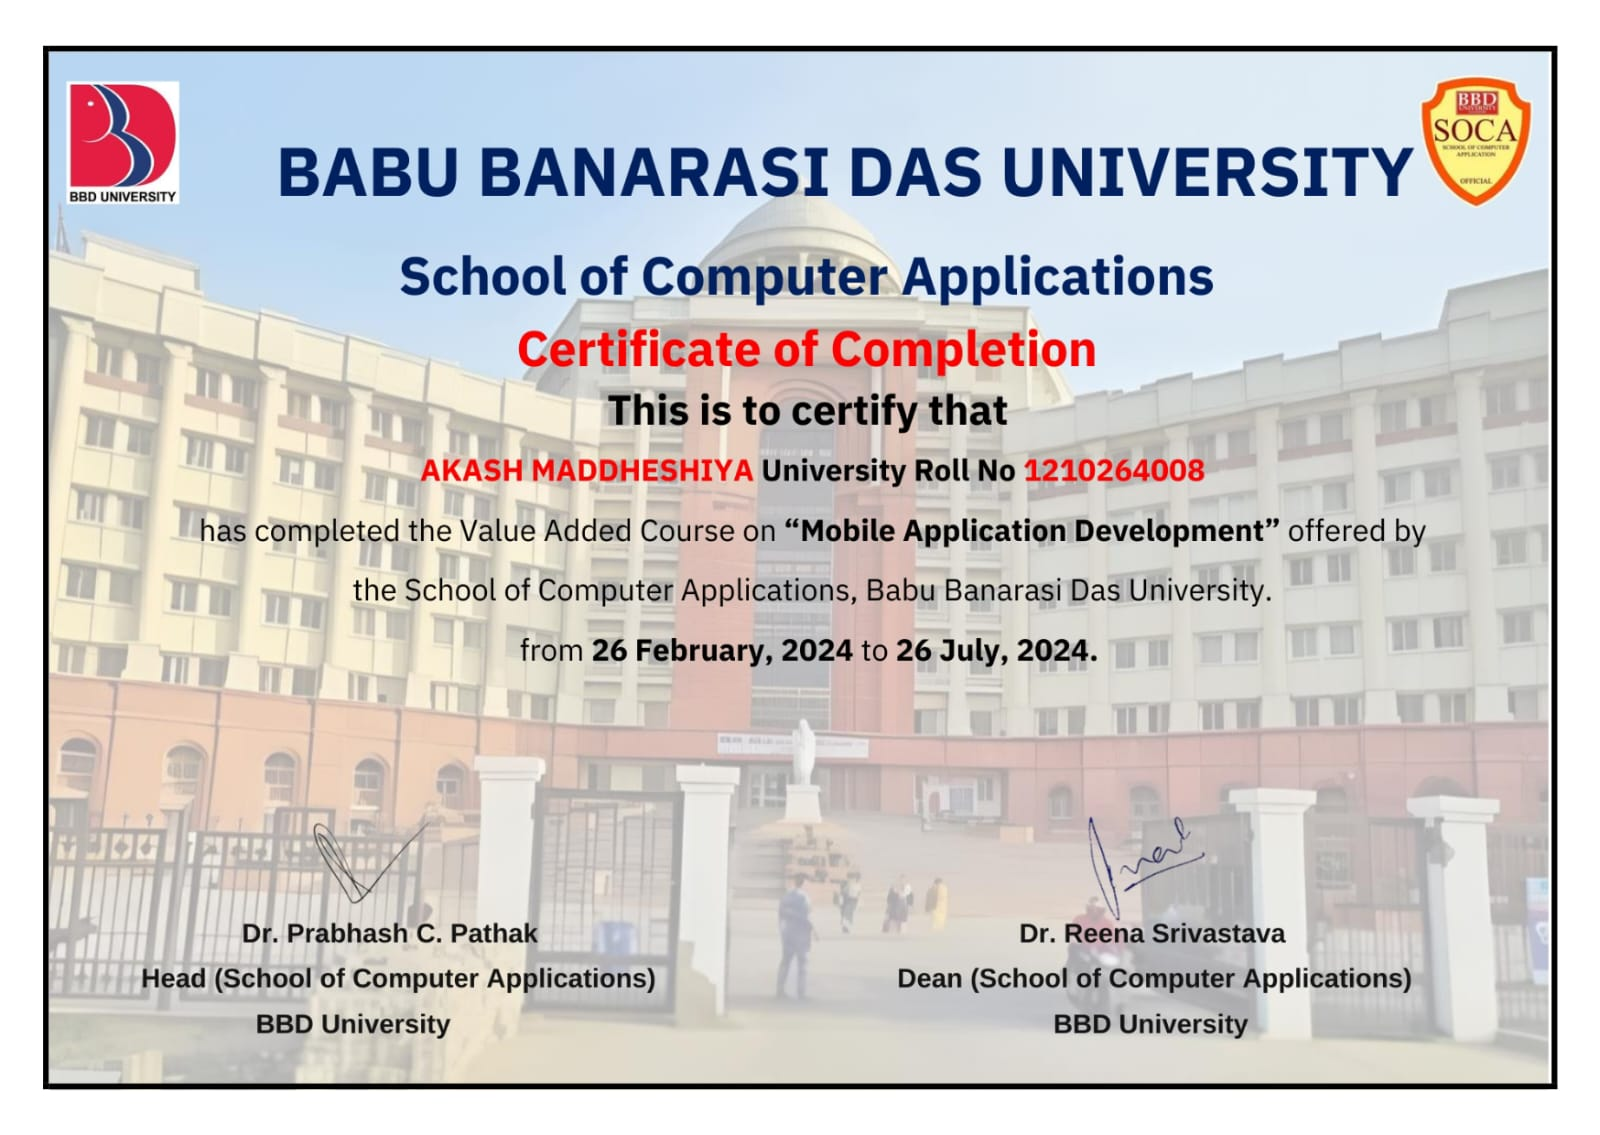 BBD UNIVERSITY
BBD
UNIVERSITY
SOCA
SCHOOL OF COMPUTER
APPLICATION
OFFICIAL
BABU BANARASI DAS UNIVERSITY
School of Computer Applications
Certificate of Completion
This is to certify that
AKASH MADDHESHIYA University Roll No 1210264008
has completed the Value Added Course on “Mobile Application Development” offered by
the School of Computer Applications, Babu Banarasi Das University.
from 26 February, 2024 to 26 July, 2024.
Dr. Prabhash C. Pathak
Head (School of Computer Applications)
BBD University
Dr. Reena Srivastava
Dean (School of Computer Applications)
BBD University